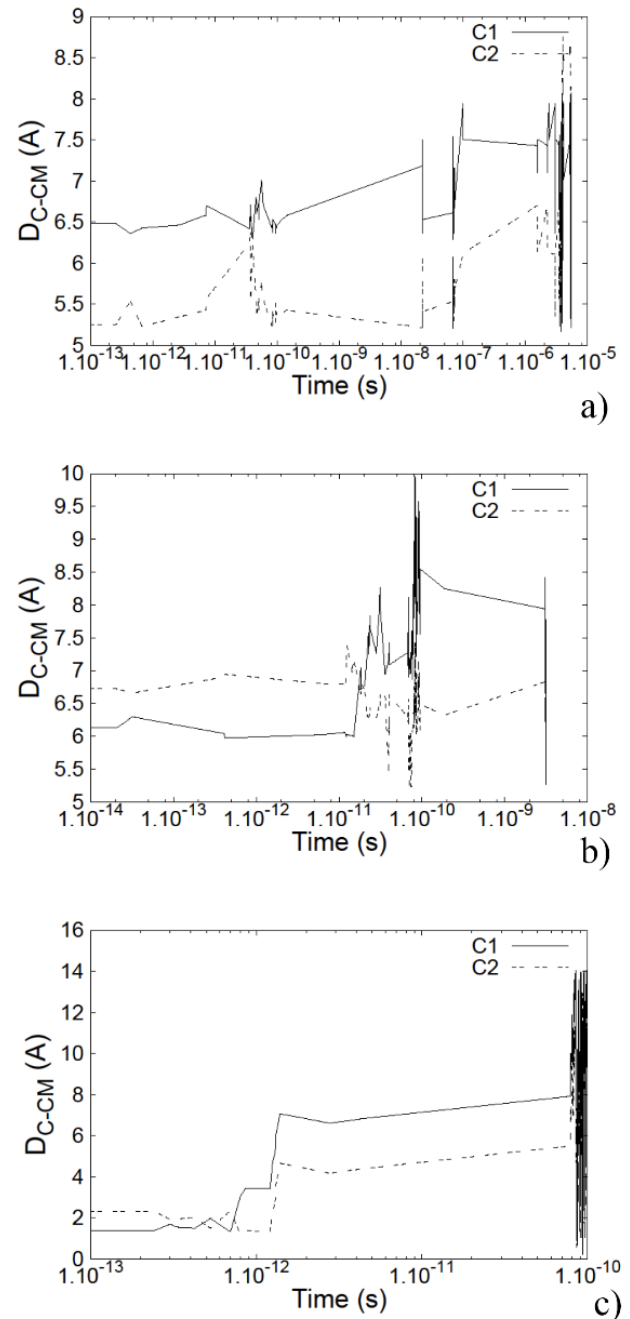 9
8.5
8
7.5
7
6.5
6
5.5
5
D_C-CM (A)
C1
C2
1.10^-13 1.10^-12 1.10^-11 1.10^-10 1.10^-9 1.10^-8 1.10^-7 1.10^-6 1.10^-5
Time (s)
a)
10
9.5
9
8.5
8
7.5
7
6.5
6
5.5
5
D_C-CM (A)
C1
C2
1.10^-14 1.10^-13 1.10^-12 1.10^-11 1.10^-10 1.10^-9 1.10^-8
Time (s)
b)
16
14
12
10
8
6
4
2
0
D_C-CM (A)
C1
C2
1.10^-13 1.10^-12 1.10^-11 1.10^-10
Time (s)
c)